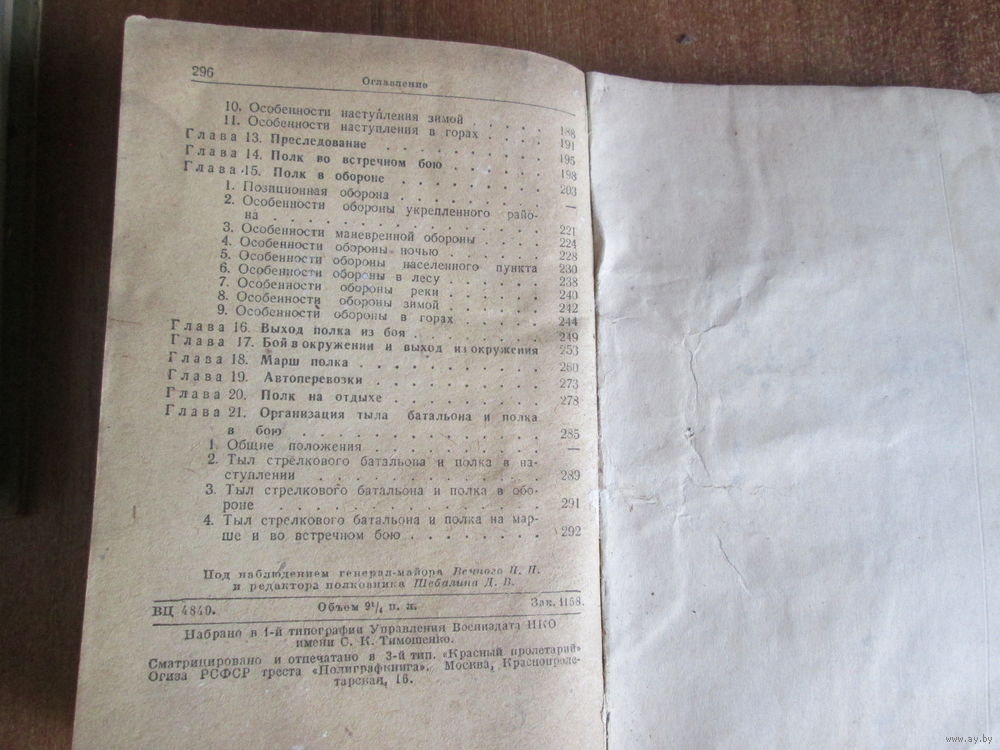 296
Оглавление
10. Особенности наступления зимой . . . . . 188
11. Особенности наступления в горах . . . . . 191
Глава 13. Преследование . . . . . . . . . 195
Глава 14. Полк во встречном бою . . . . . . 198
Глава 15. Полк в обороне . . . . . . . . . 203
1. Позиционная оборона . . . . . . . . —
2. Особенности обороны укрепленного райо-
на . . . . . . . . . . . . . . . 221
3. Особенности маневренной обороны . . . . 224
4. Особенности обороны ночью . . . . . . 228
5. Особенности обороны населенного пункта 230
6. Особенности обороны в лесу . . . . . . 238
7. Особенности обороны реки . . . . . . 240
8. Особенности обороны зимой . . . . . . 242
9. Особенности обороны в горах . . . . . 244
Глава 16. Выход полка из боя . . . . . . . . 249
Глава 17. Бой в окружении и выход из окружения 253
Глава 18. Марш полка . . . . . . . . . . . 260
Глава 19. Автоперевозки . . . . . . . . . . 273
Глава 20. Полк на отдыхе . . . . . . . . . 278
Глава 21. Организация тыла батальона и полка
в бою . . . . . . . . . . . . . . . 285
1. Общие положения . . . . . . . . . . —
2. Тыл стрелкового батальона и полка в на-
ступлении . . . . . . . . . . . . . 289
3. Тыл стрелкового батальона и полка в обо-
роне . . . . . . . . . . . . . . . 291
4. Тыл стрелкового батальона и полка на мар-
ше и во встречном бою . . . . . . . . 292
Под наблюдением генерал-майора Вечного П. П.
и редактора полковника Шебалина Д. В.
ВЦ 4840. Объем 9¹/₄ п. л. Зак. 1158.
Набрано в 1-й типографии Управления Воениздата НКО
имени С. К. Тимошенко.
Сматрицировано и отпечатано в 3-й тип. «Красный пролетарий»
Огиза РСФСР треста «Полиграфкнига». Москва, Краснопроле-
тарская, 16.
www.ay.by